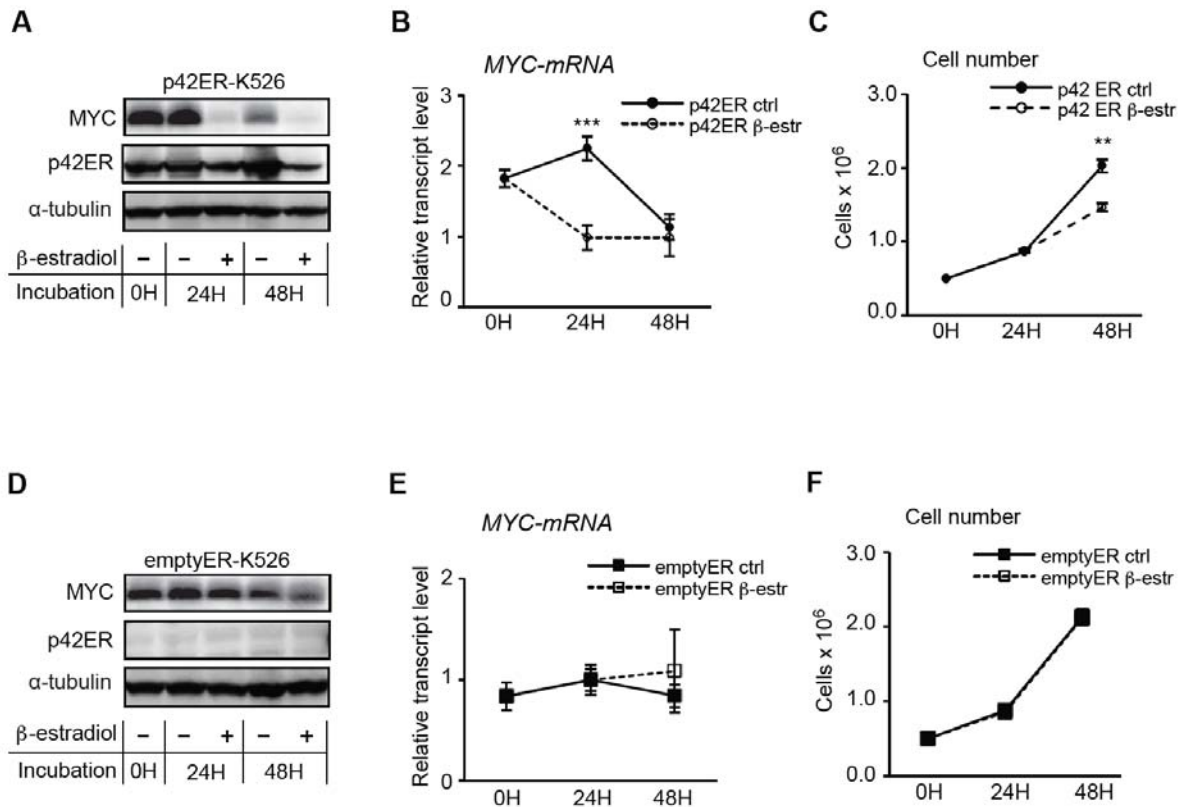 A
p42ER-K526
MYC
p42ER
α-tubulin
β-estradiol − − + − +
Incubation 0H 24H 48H
B
MYC-mRNA
p42ER ctrl
p42ER β-estr
***
Relative transcript level
3
2
1
0
0H 24H 48H
C
Cell number
p42 ER ctrl
p42 ER β-estr
**
Cells x 10⁶
3.0
2.0
1.0
0.0
0H 24H 48H
D
emptyER-K526
MYC
p42ER
α-tubulin
β-estradiol − − + − +
Incubation 0H 24H 48H
E
MYC-mRNA
emptyER ctrl
emptyER β-estr
Relative transcript level
2
1
0
0H 24H 48H
F
Cell number
emptyER ctrl
emptyER β-estr
Cells x 10⁶
3.0
2.0
1.0
0.0
0H 24H 48H